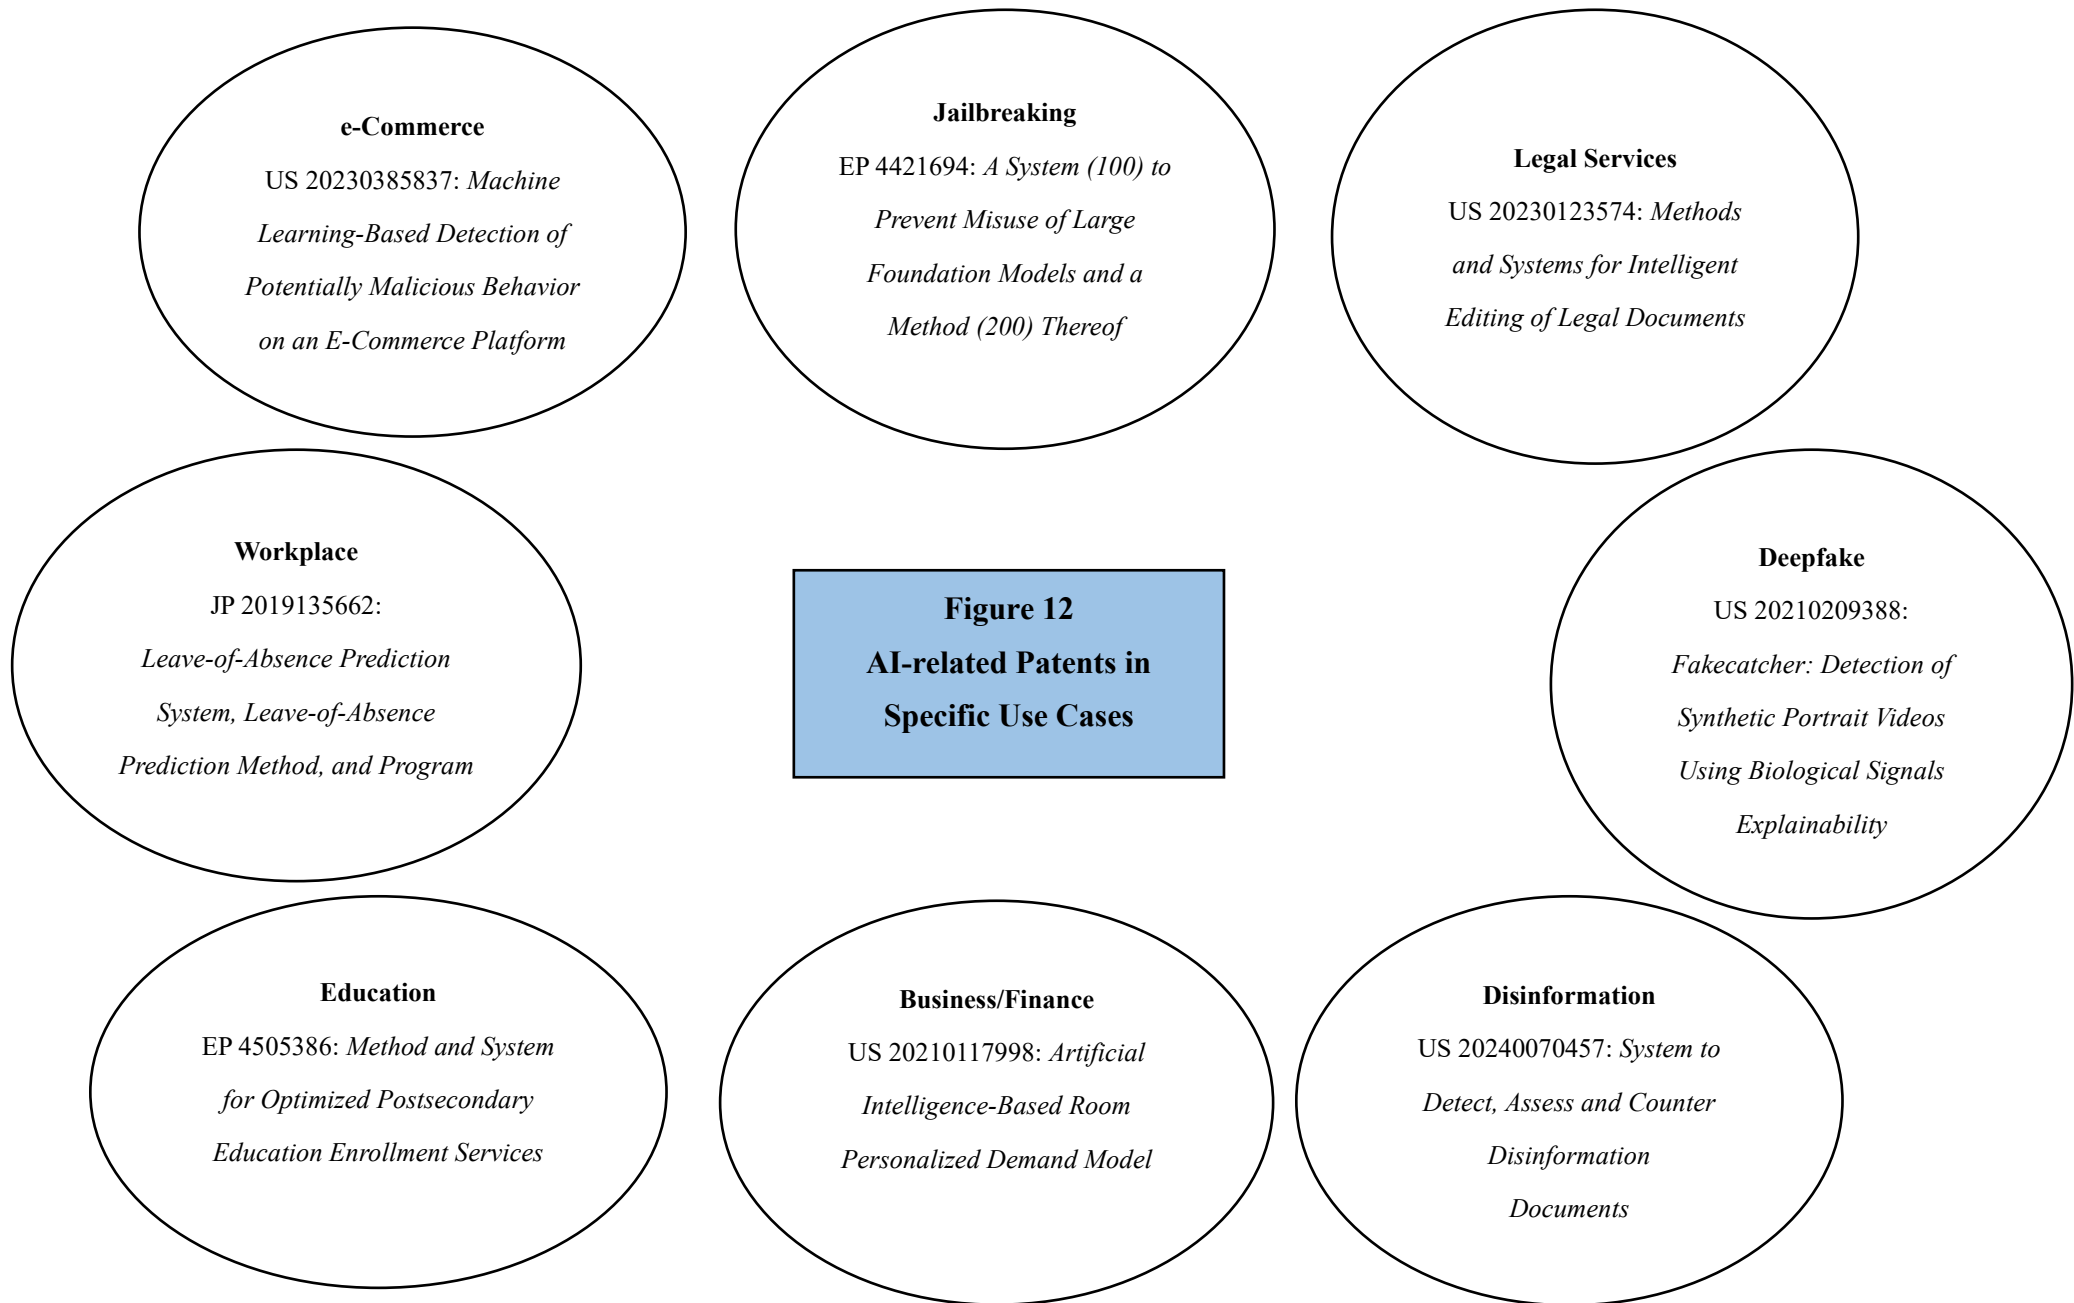 e-Commerce
US 20230385837: Machine
Learning-Based Detection of
Potentially Malicious Behavior
on an E-Commerce Platform
Jailbreaking
EP 4421694: A System (100) to
Prevent Misuse of Large
Foundation Models and a
Method (200) Thereof
Legal Services
US 20230123574: Methods
and Systems for Intelligent
Editing of Legal Documents
Workplace
JP 2019135662:
Leave-of-Absence Prediction
System, Leave-of-Absence
Prediction Method, and Program
Figure 12
AI-related Patents in
Specific Use Cases
Deepfake
US 20210209388:
Fakecatcher: Detection of
Synthetic Portrait Videos
Using Biological Signals
Explainability
Education
EP 4505386: Method and System
for Optimized Postsecondary
Education Enrollment Services
Business/Finance
US 20210117998: Artificial
Intelligence-Based Room
Personalized Demand Model
Disinformation
US 20240070457: System to
Detect, Assess and Counter
Disinformation
Documents